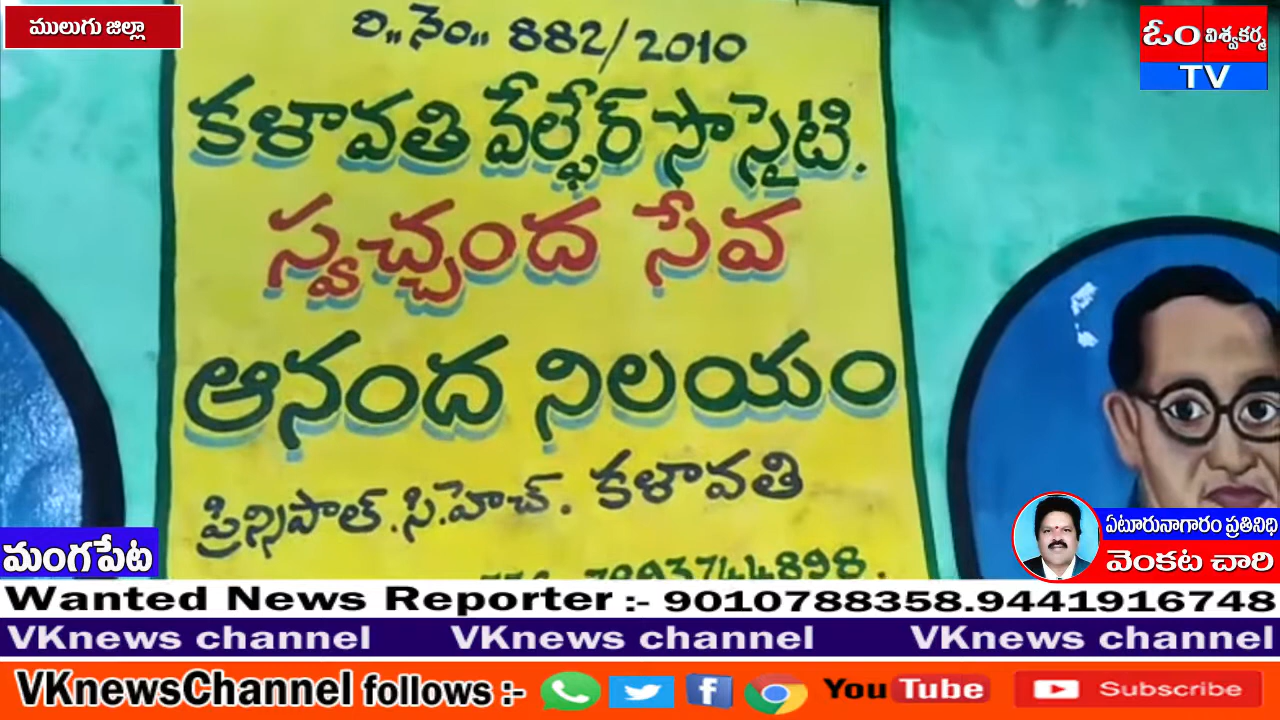 ములుగు జిల్లా
ఓం విశ్వకర్మ
TV
రి,, నెం,, 882/2010
కళావతి వేల్ఫేర్ సొసైటి.
స్వచ్చంద సేవ
ఆనంద నిలయం
ప్రిన్సిపాల్. సి.హెచ్. కళావతి
7993744898.
మంగపేట
ఏటూరునాగారం ప్రతినిధి
వెంకట చారి
Wanted News Reporter :- 9010788358.9441916748
VKnews channel VKnews channel VKnews channel
VKnewsChannel follows :- You Tube Subscribe